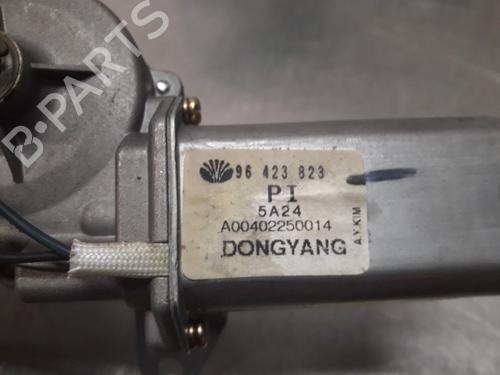 B-PARTS
96 423 823
PI
5A24
A00402250014
DONGYANG
A.Y.KIM